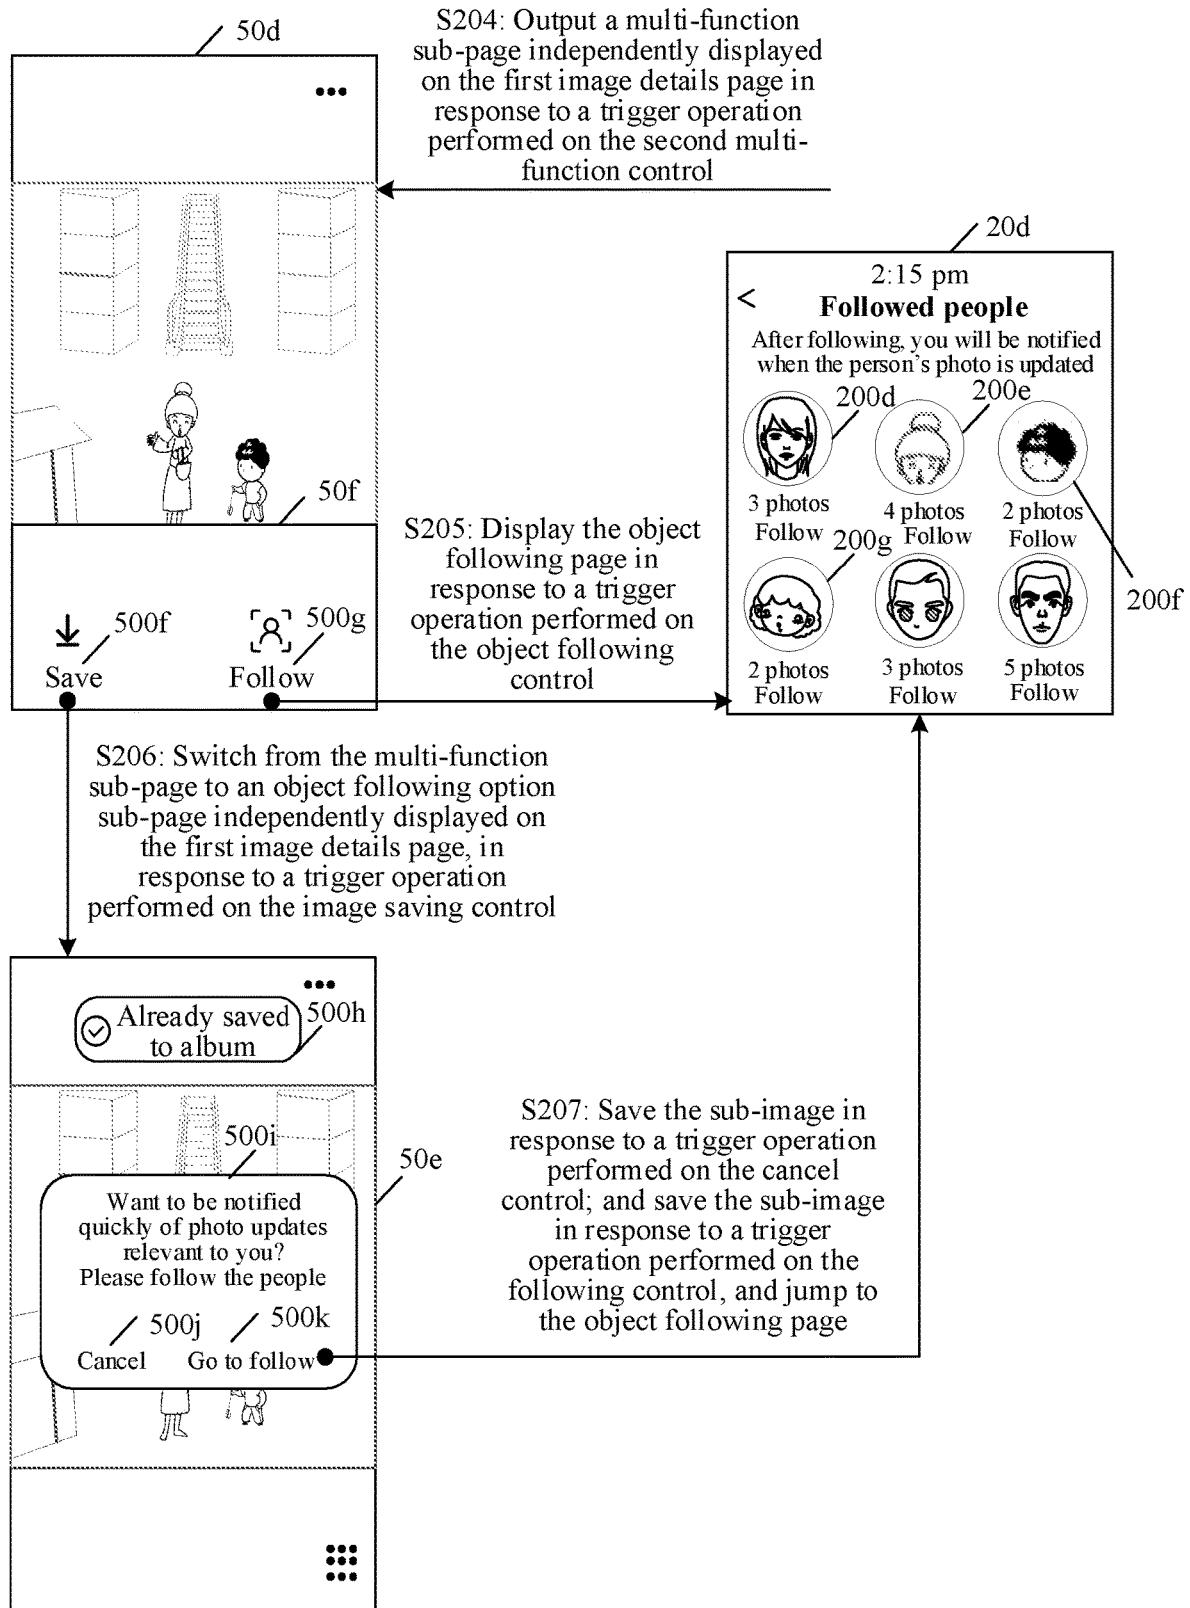 50d
S204: Output a multi-function
sub-page independently displayed
on the first image details page in
response to a trigger operation
performed on the second multi-
function control
20d
2:15 pm
<
Followed people
After following, you will be notified
when the person's photo is updated
200d
200e
3 photos
Follow
4 photos
Follow
2 photos
Follow
200g
200f
2 photos
Follow
3 photos
Follow
5 photos
Follow
50f
500f
500g
Save
Follow
S205: Display the object
following page in
response to a trigger
operation performed on
the object following
control
S206: Switch from the multi-function
sub-page to an object following option
sub-page independently displayed on
the first image details page, in
response to a trigger operation
performed on the image saving control
Already saved
to album
500h
500i
50e
Want to be notified
quickly of photo updates
relevant to you?
Please follow the people
500j
500k
Cancel
Go to follow
S207: Save the sub-image in
response to a trigger operation
performed on the cancel
control; and save the sub-image
in response to a trigger
operation performed on the
following control, and jump to
the object following page